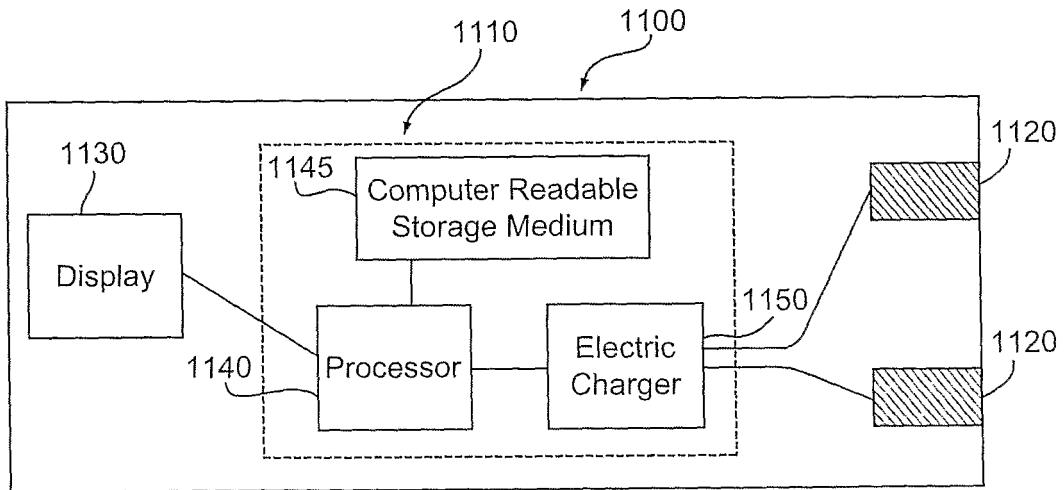 1110
1100
1120
1130
1145
Computer Readable
Storage Medium
Display
1150
1140
Processor
Electric
Charger
1120